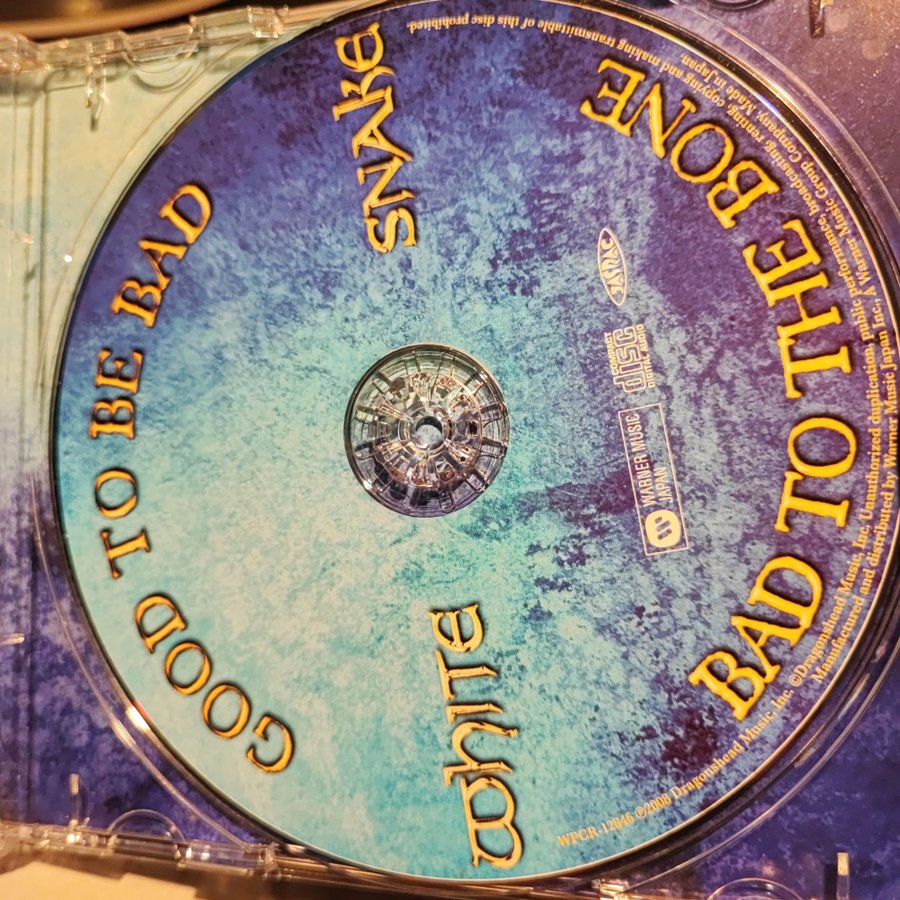 GOOD TO BE BAD
WHITE
SNAKE
JASRAC
COMPACT
disc
DIGITAL AUDIO
WARNER MUSIC
JAPAN
BAD TO THE BONE
WPCR-12846 ℗2008 Dragonshead Music, Inc. ©Dragonshead Music, Inc. Unauthorized duplication, public performance, broadcasting, renting, copying and making transmittable of this disc prohibited.
Manufactured and distributed by Warner Music Japan Inc., A Warner Music Group Company. Made in Japan.